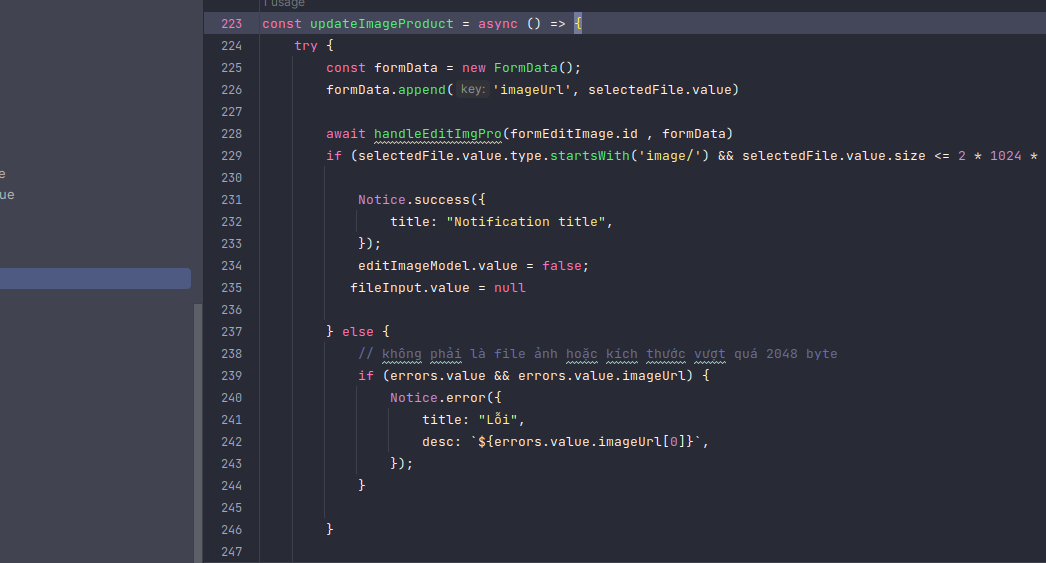 1 usage
223 const updateImageProduct = async () => {
224 try {
225 const formData = new FormData();
226 formData.append( key: 'imageUrl', selectedFile.value)
227
228 await handleEditImgPro(formEditImage.id , formData)
e
229 if (selectedFile.value.type.startsWith('image/') && selectedFile.value.size <= 2 * 1024 *
230
ue
231 Notice.success({
232 title: "Notification title",
233 });
234 editImageModel.value = false;
235 fileInput.value = null
236
237 } else {
238 // không phải là file ảnh hoặc kích thước vượt quá 2048 byte
239 if (errors.value && errors.value.imageUrl) {
240 Notice.error({
241 title: "Lỗi",
242 desc: `${errors.value.imageUrl[0]}`,
243 });
244 }
245
246 }
247